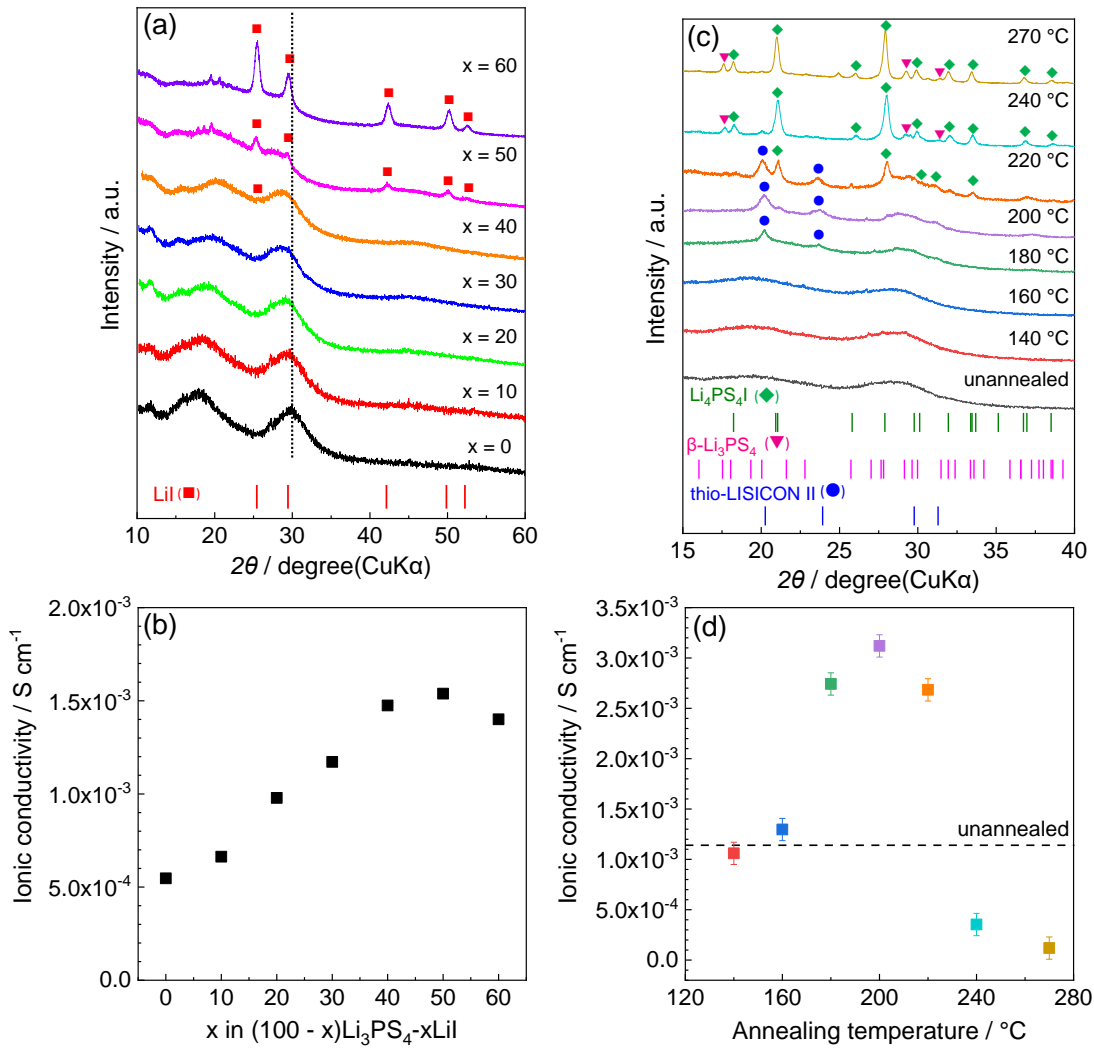 (a)
x = 60
x = 50
x = 40
x = 30
x = 20
x = 10
x = 0
LiI (■)
Intensity / a.u.
10 20 30 40 50 60
2θ / degree(CuKα)
(c)
270 °C
240 °C
220 °C
200 °C
180 °C
160 °C
140 °C
unannealed
Li₄PS₄I (◆)
β-Li₃PS₄ (▼)
thio-LISICON II (●)
Intensity / a.u.
15 20 25 30 35 40
2θ / degree(CuKα)
(b)
2.0x10⁻³
1.5x10⁻³
1.0x10⁻³
5.0x10⁻⁴
0.0
Ionic conductivity / S cm⁻¹
0 10 20 30 40 50 60
x in (100 - x)Li₃PS₄-xLiI
(d)
3.5x10⁻³
3.0x10⁻³
2.5x10⁻³
2.0x10⁻³
1.5x10⁻³
1.0x10⁻³
5.0x10⁻⁴
0.0
unannealed
Ionic conductivity / S cm⁻¹
120 160 200 240 280
Annealing temperature / °C